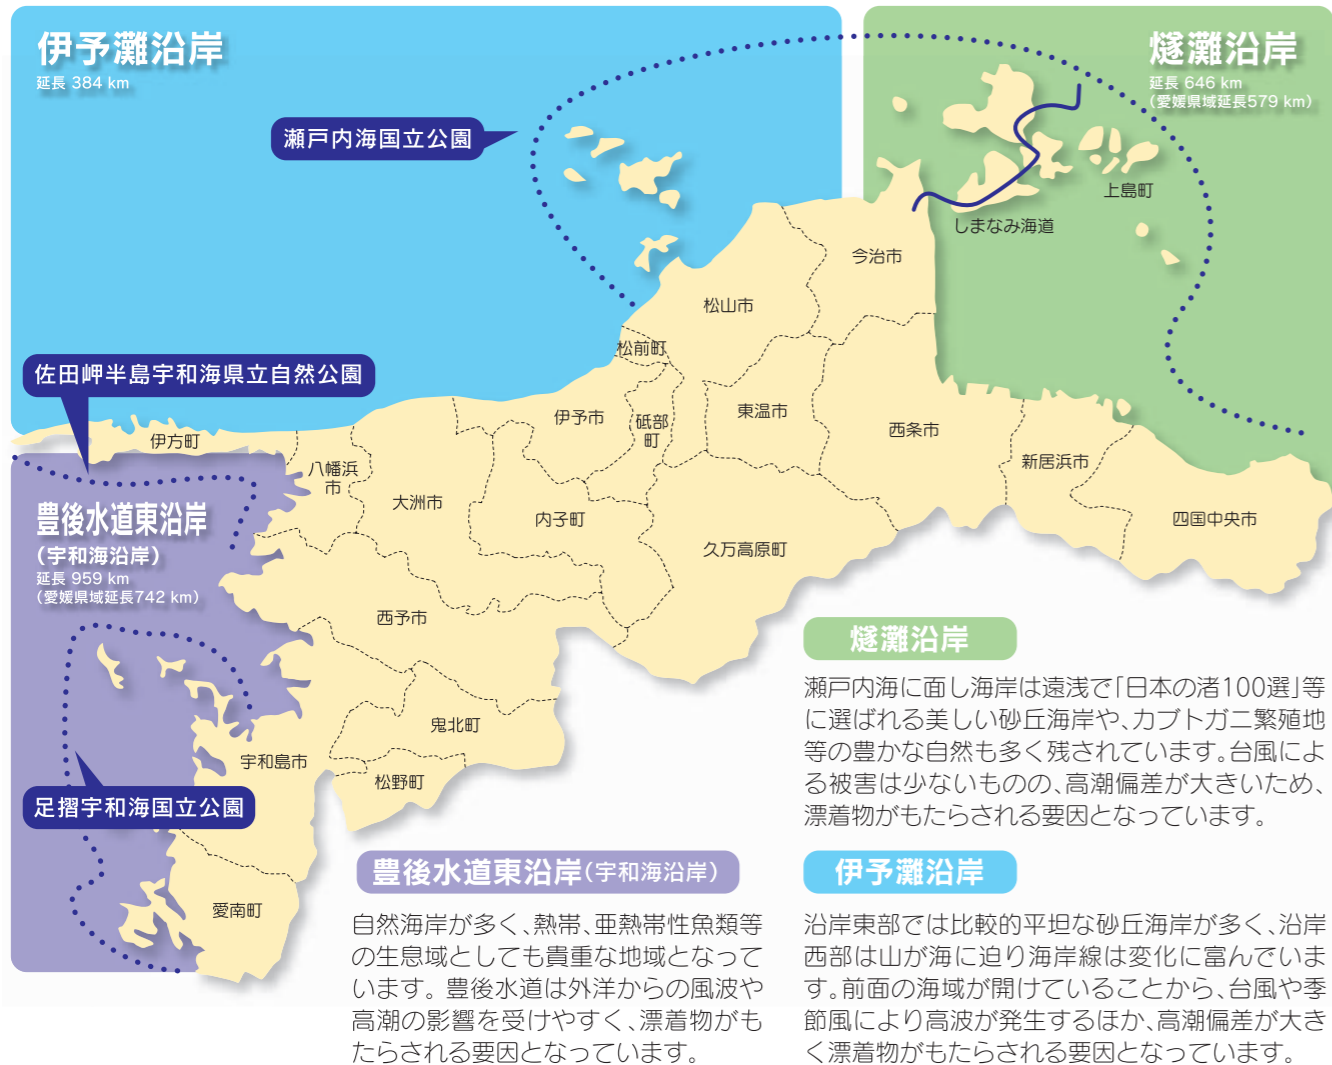 伊予灘沿岸
延長 384 km
燧灘沿岸
延長 646 km
(愛媛県域延長579 km)
瀬戸内海国立公園
上島町
しまなみ海道
今治市
松山市
松前町
佐田岬半島宇和海県立自然公園
伊方町
伊予市
砥部
町
東温市
西条市
新居浜市
四国中央市
八幡浜
市
大洲市
内子町
久万高原町
豊後水道東沿岸
(宇和海沿岸)
延長 959 km
(愛媛県域延長742 km)
西予市
鬼北町
宇和島市
松野町
足摺宇和海国立公園
愛南町
燧灘沿岸
瀬戸内海に面し海岸は遠浅で「日本の渚100選」等
に選ばれる美しい砂丘海岸や、カブトガニ繁殖地
等の豊かな自然も多く残されています。台風によ
る被害は少ないものの、高潮偏差が大きいため、
漂着物がもたらされる要因となっています。
豊後水道東沿岸(宇和海沿岸)
自然海岸が多く、熱帯、亜熱帯性魚類等
の生息域としても貴重な地域となって
います。豊後水道は外洋からの風波や
高潮の影響を受けやすく、漂着物がも
たらされる要因となっています。
伊予灘沿岸
沿岸東部では比較的平坦な砂丘海岸が多く、沿岸
西部は山が海に迫り海岸線は変化に富んでいま
す。前面の海域が開けていることから、台風や季
節風により高波が発生するほか、高潮偏差が大き
く漂着物がもたらされる要因となっています。